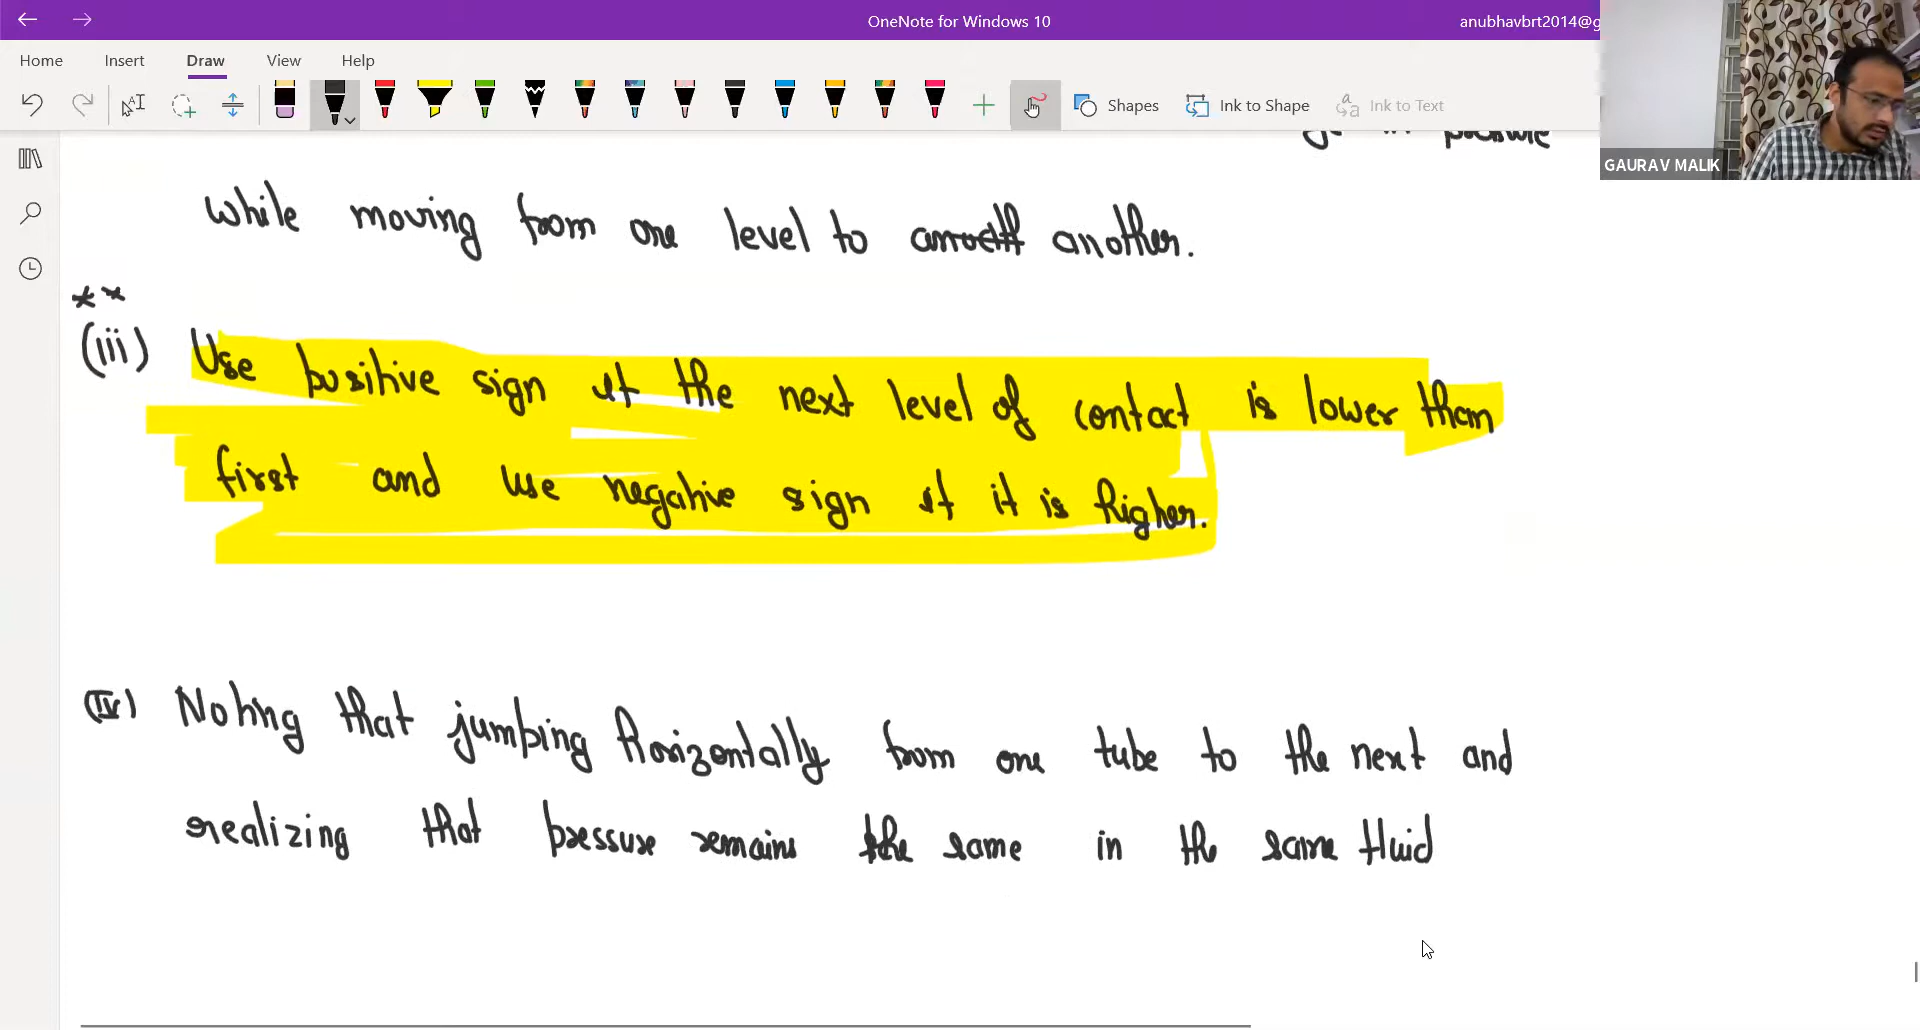 OneNote for Windows 10
anubhavbrt2014@g
Home Insert Draw View Help
Shapes Ink to Shape Ink to Text
GAURAV MALIK
in
while moving from one level to another.
**
(iii) Use positive sign if the next level of contact is lower than
first and use negative sign if it is higher.
(iv) Noting that jumping horizontally from one tube to the next and
realizing that pressure remains the same in the same fluid